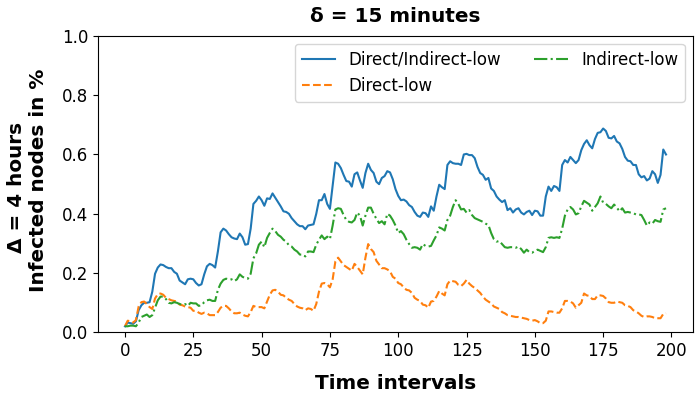 δ = 15 minutes
Δ = 4 hours
Infected nodes in %
1.0
0.8
0.6
0.4
0.2
0.0
Direct/Indirect-low
Direct-low
Indirect-low
0 25 50 75 100 125 150 175 200
Time intervals